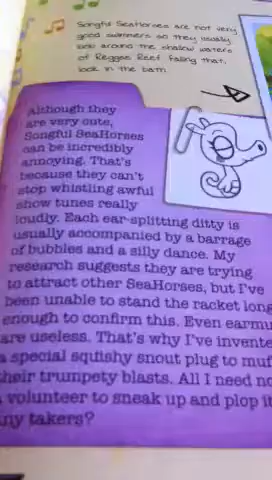 Songful SeaHorses are not very
good swimmers so they usually
bob around the shallow waters
of Reggae Reef. Failing that,
look in the bath.
Although they
are very cute,
Songful SeaHorses
can be incredibly
annoying. That's
because they can't
stop whistling awful
show tunes really
loudly. Each ear-splitting ditty is
usually accompanied by a barrage
of bubbles and a silly dance. My
research suggests they are trying
to attract other SeaHorses, but I've
been unable to stand the racket long
enough to confirm this. Even earmu
are useless. That's why I've invente
a special squishy snout plug to muf
their trumpety blasts. All I need no
a volunteer to sneak up and plop it
ny takers?